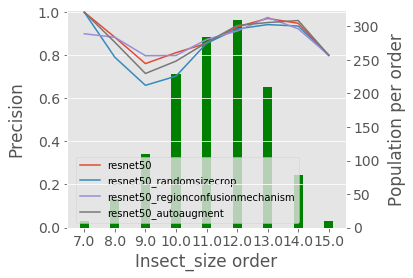 1.0
0.8
0.6
0.4
0.2
0.0
Precision
300
250
200
150
100
50
0
Population per order
resnet50
resnet50_randomsizecrop
resnet50_regionconfusionmechanism
resnet50_autoaugment
7.0 8.0 9.0 10.0 11.0 12.0 13.0 14.0 15.0
Insect_size order